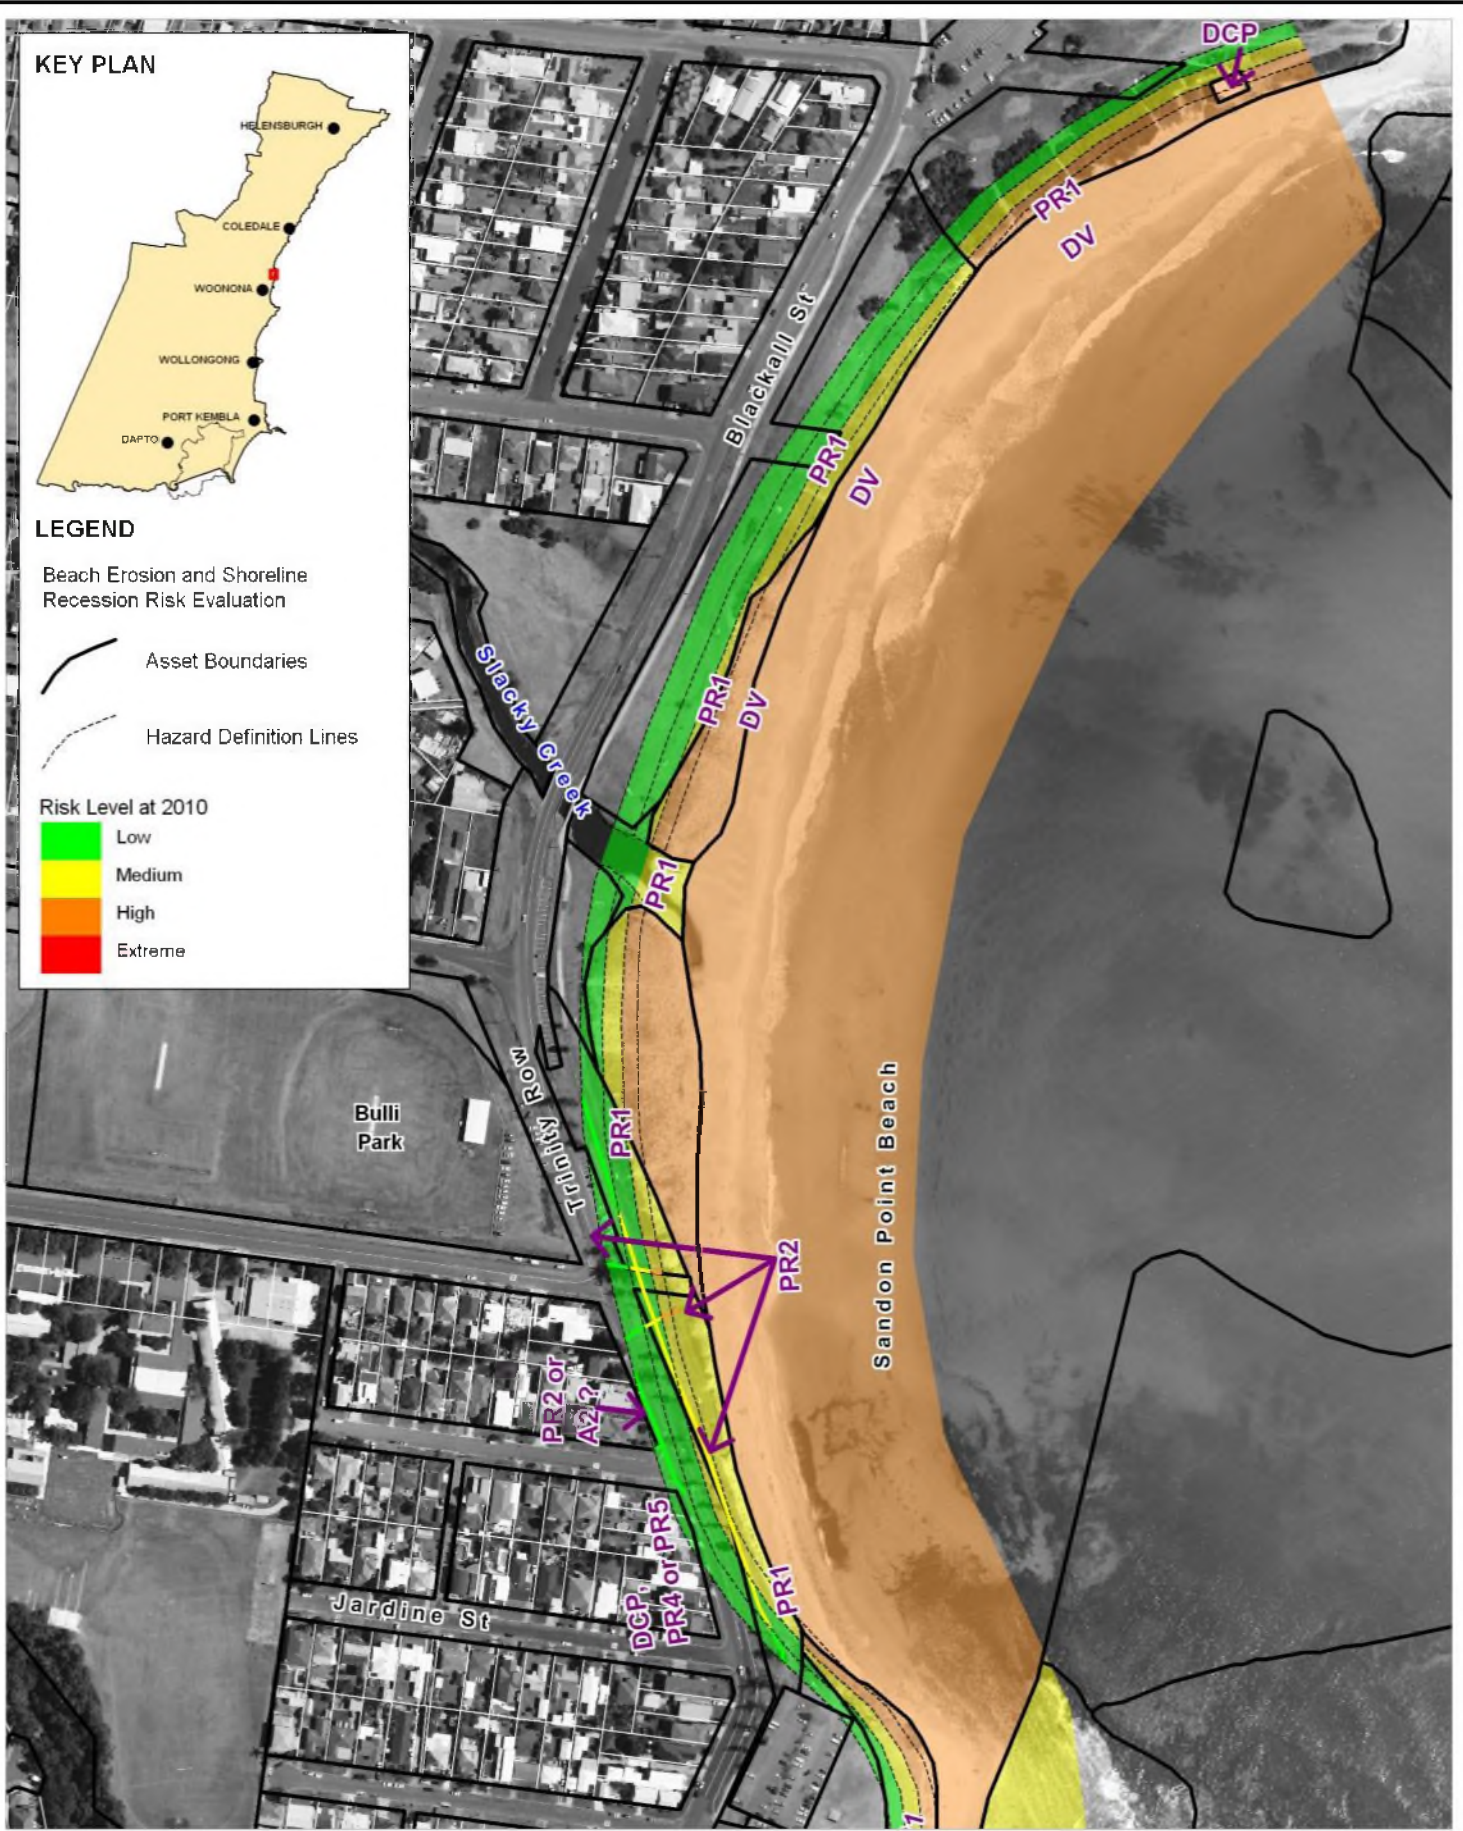 KEY PLAN
HELENSBURGH
COLEDALE
WOONONA
WOLLONGONG
PORT KEMBLA
DAPTO
LEGEND
Beach Erosion and Shoreline
Recession Risk Evaluation
Asset Boundaries
Hazard Definition Lines
Risk Level at 2010
Low
Medium
High
Extreme
DCP
PR1
DV
Blackall St
PR1
DV
Slacky Creek
PR1
DV
PR1
Trinity Row
Bulli
Park
PR1
PR2
Sandon Point Beach
PR2 or
A2?
DCP,
PR4 or PR5
PR1
Jardine St